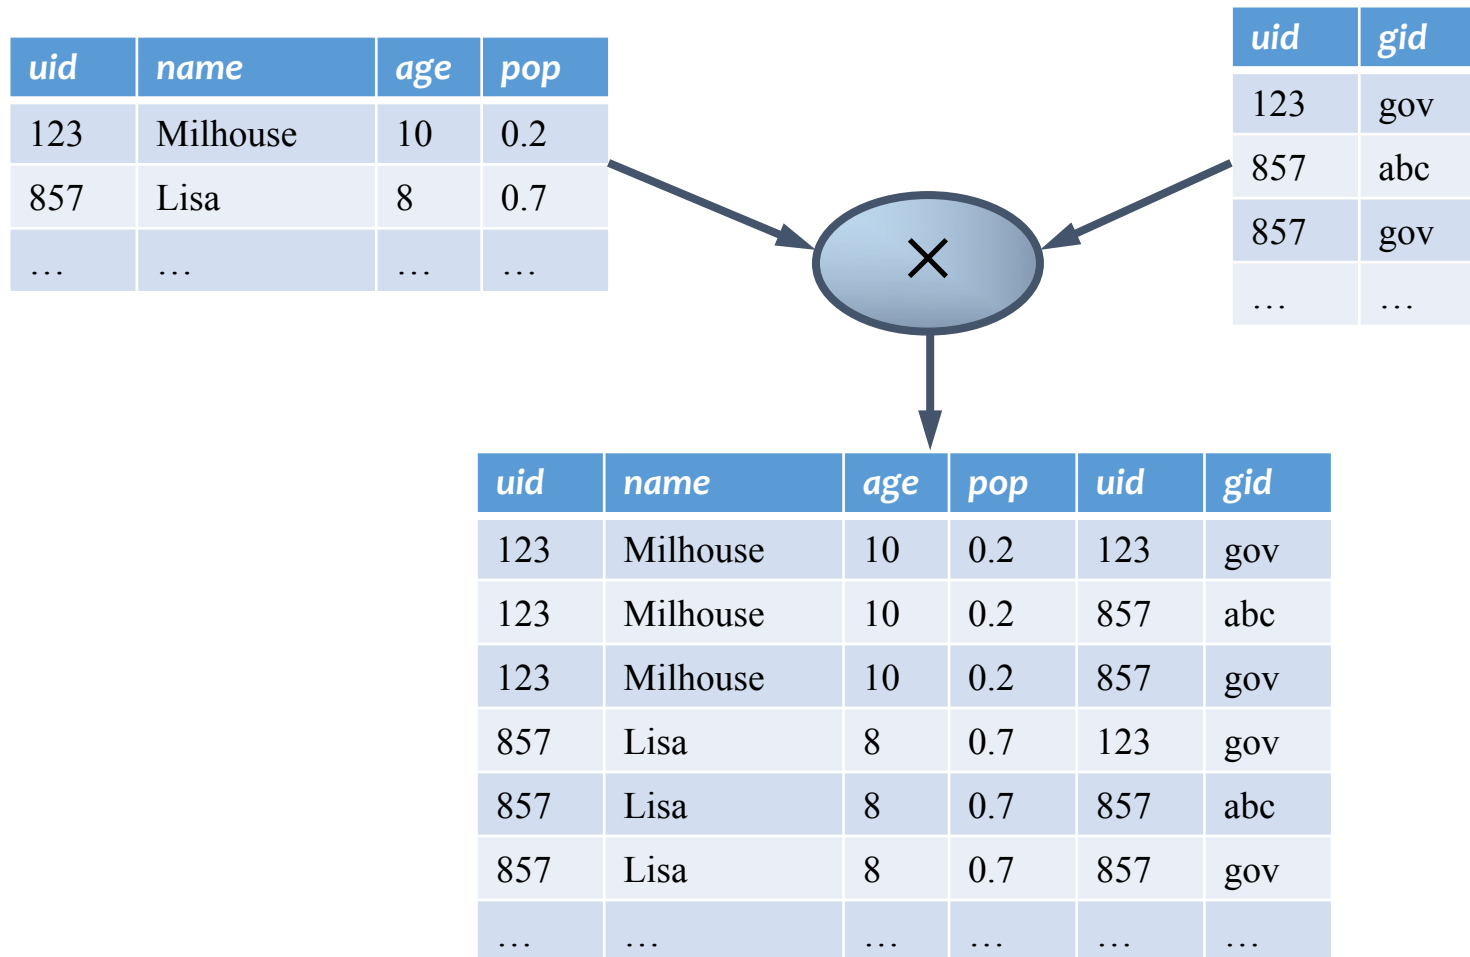 uid name age pop
123 Milhouse 10 0.2
857 Lisa 8 0.7
… … … …
uid gid
123 gov
857 abc
857 gov
… …
×
uid name age pop uid gid
123 Milhouse 10 0.2 123 gov
123 Milhouse 10 0.2 857 abc
123 Milhouse 10 0.2 857 gov
857 Lisa 8 0.7 123 gov
857 Lisa 8 0.7 857 abc
857 Lisa 8 0.7 857 gov
… … … … … …